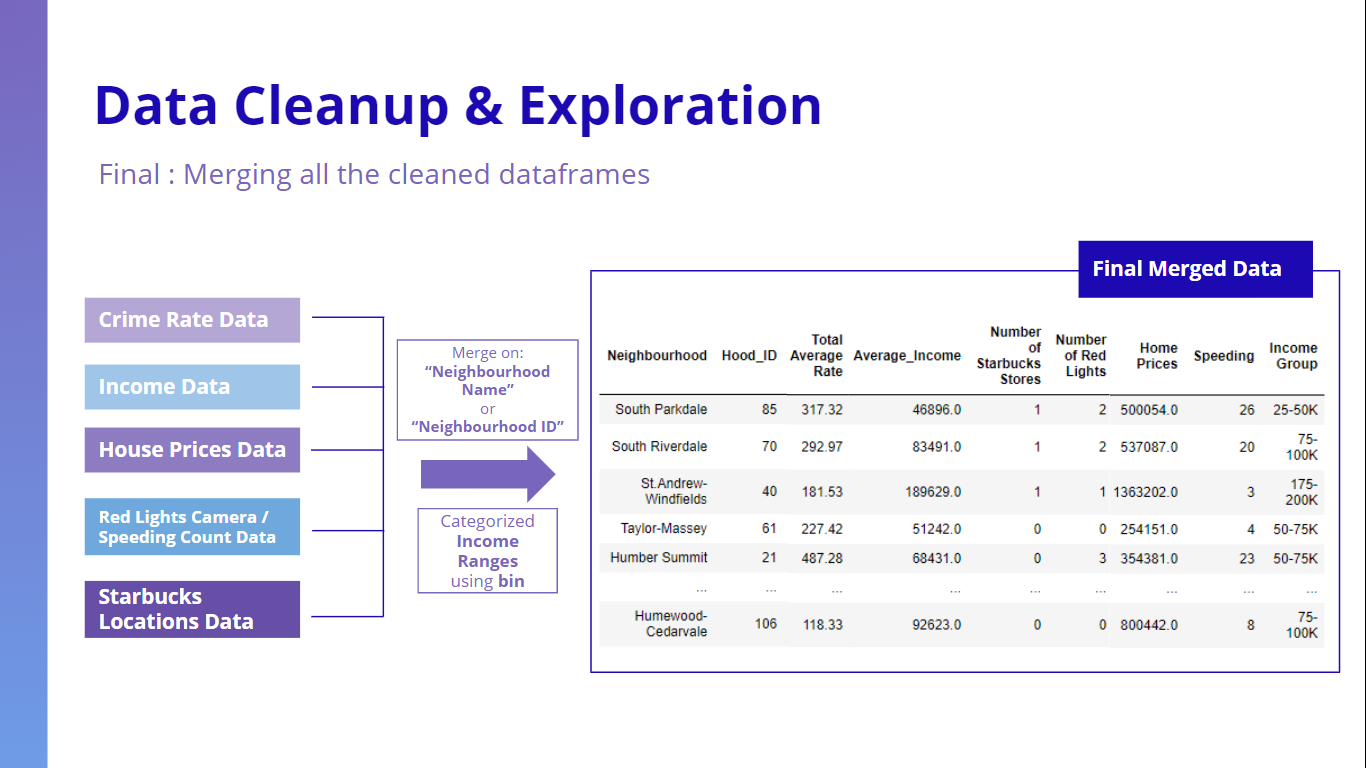 Data Cleanup & Exploration
Final : Merging all the cleaned dataframes
Crime Rate Data
Income Data
House Prices Data
Red Lights Camera /
Speeding Count Data
Starbucks
Locations Data
Merge on:
“Neighbourhood
Name”
or
“Neighbourhood ID”
Categorized
Income
Ranges
using bin
Final Merged Data
Neighbourhood Hood_ID Total Average Rate Average_Income Number of Starbucks Stores Number of Red Lights Home Prices Speeding Income Group
South Parkdale 85 317.32 46896.0 1 2 500054.0 26 25-50K
South Riverdale 70 292.97 83491.0 1 2 537087.0 20 75-100K
St.Andrew-Windfields 40 181.53 189629.0 1 1 1363202.0 3 175-200K
Taylor-Massey 61 227.42 51242.0 0 0 254151.0 4 50-75K
Humber Summit 21 487.28 68431.0 0 3 354381.0 23 50-75K
... ... ... ... ... ... ... ... ...
Humewood-Cedarvale 106 118.33 92623.0 0 0 800442.0 8 75-100K